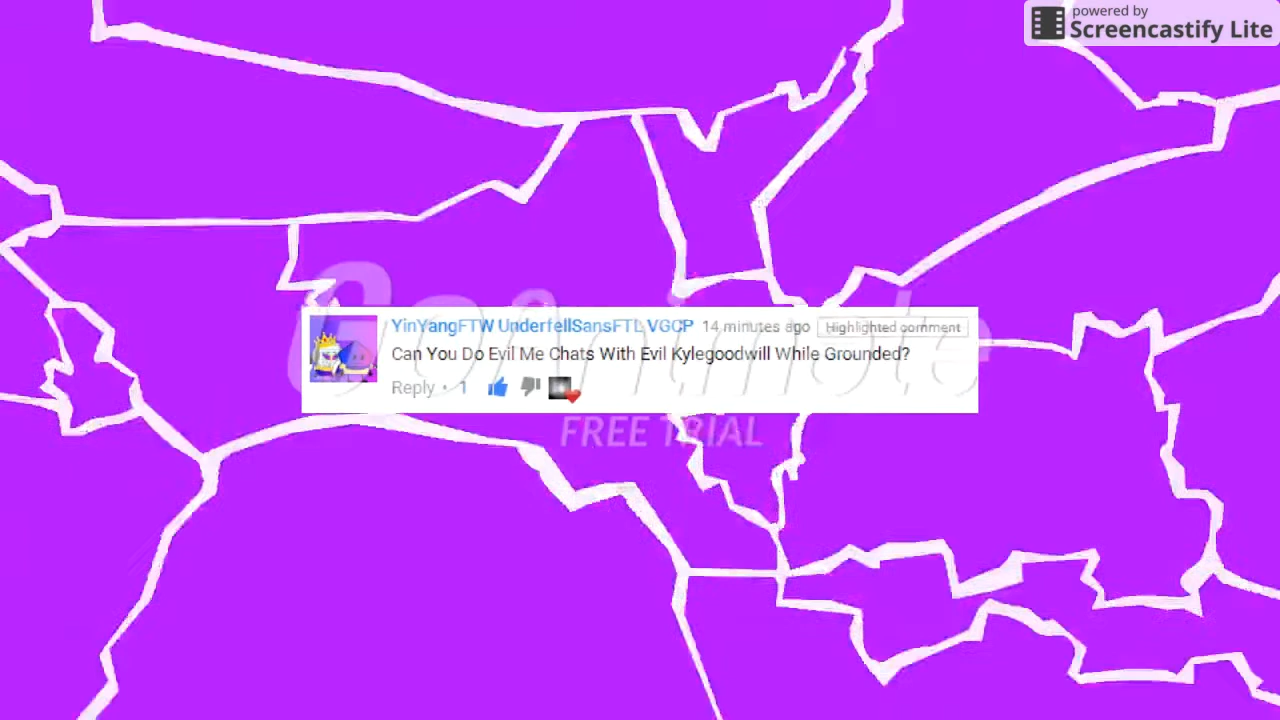 powered by
Screencastify Lite
GoAnimate
YinYangFTW UnderfellSansFTL VGCP 14 minutes ago Highlighted comment
Can You Do Evil Me Chats With Evil Kylegoodwill While Grounded?
Reply • 1
FREE TRIAL